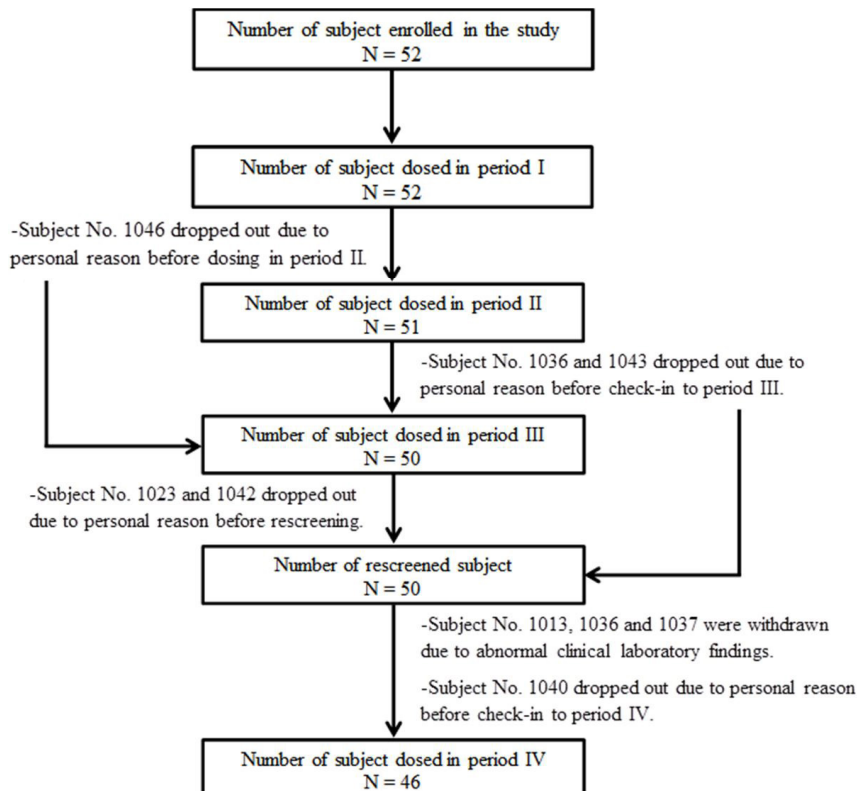 Number of subject enrolled in the study
N = 52
Number of subject dosed in period I
N = 52
-Subject No. 1046 dropped out due to
personal reason before dosing in period II.
Number of subject dosed in period II
N = 51
-Subject No. 1036 and 1043 dropped out due to
personal reason before check-in to period III.
Number of subject dosed in period III
N = 50
-Subject No. 1023 and 1042 dropped out
due to personal reason before rescreening.
Number of rescreened subject
N = 50
-Subject No. 1013, 1036 and 1037 were withdrawn
due to abnormal clinical laboratory findings.
-Subject No. 1040 dropped out due to personal reason
before check-in to period IV.
Number of subject dosed in period IV
N = 46